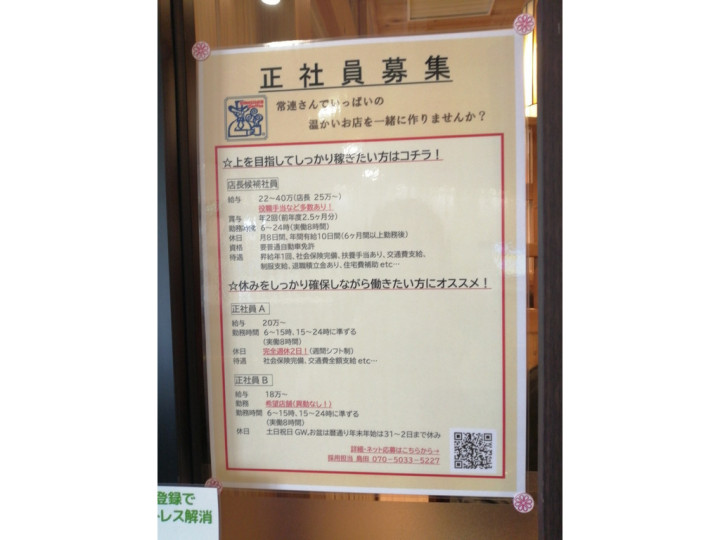 正社員募集
常連さんでいっぱいの
温かいお店を一緒に作りませんか？
☆上を目指してしっかり稼ぎたい方はコチラ！
店長候補社員
給与 22～40万(店長 25万～)
役職手当など多数あり！
賞与 年2回(前年度2.5ヶ月分)
勤務時間 6～24時(実働8時間)
休日 月8日間、年間有給10日間(6ヶ月間以上勤務後)
資格 要普通自動車免許
待遇 昇給年1回、社会保険完備、扶養手当あり、交通費支給、
制服支給、退職積立金あり、住宅費補助 etc…
☆休みをしっかり確保しながら働きたい方にオススメ！
正社員 A
給与 20万～
勤務時間 6～15時、15～24時に準ずる
(実働8時間)
休日 完全週休2日！(週間シフト制)
待遇 社会保険完備、交通費全額支給 etc…
正社員 B
給与 18万～
勤務 希望店舗(異動なし！)
勤務時間 6～15時、15～24時に準ずる
(実働8時間)
休日 土日祝日 GW、お盆は暦通り年末年始は31～2日まで休み
詳細・ネット応募はこちらから→
採用担当 島田 070-5033-5227
登録で
トレス解消